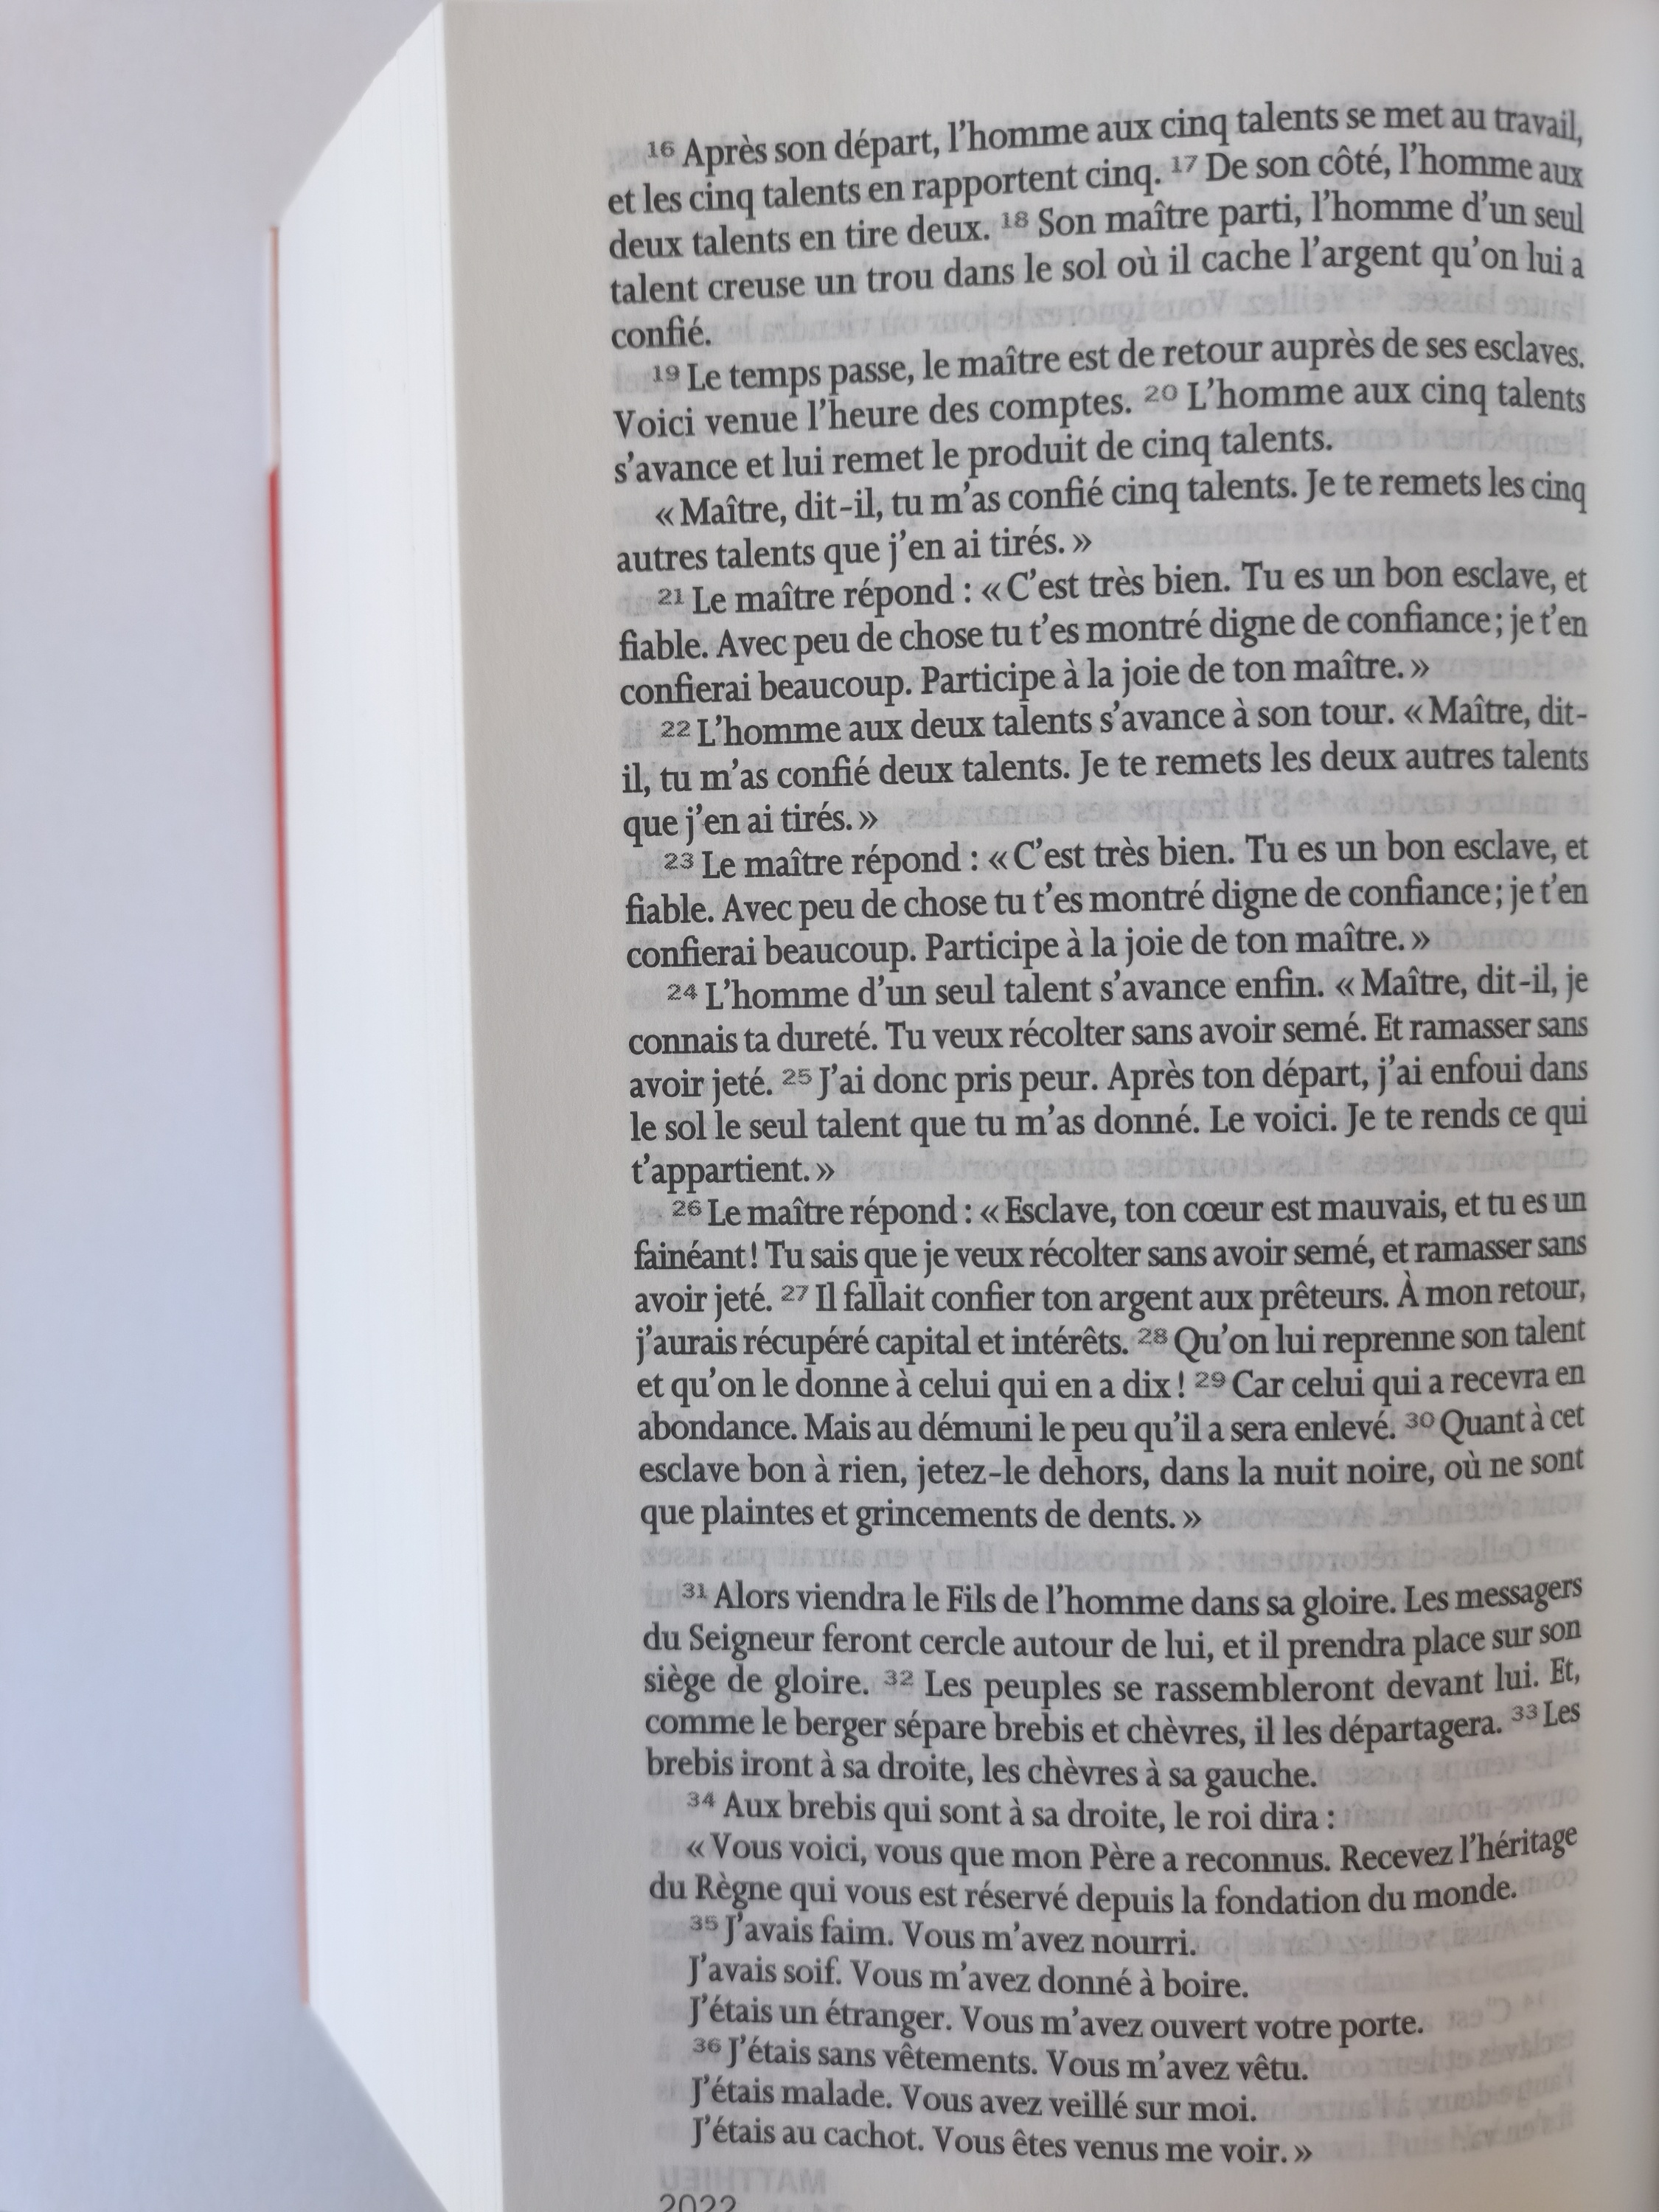 16 Après son départ, l’homme aux cinq talents se met au travail,
et les cinq talents en rapportent cinq. 17 De son côté, l’homme aux
deux talents en tire deux. 18 Son maître parti, l’homme d’un seul
talent creuse un trou dans le sol où il cache l’argent qu’on lui a
confié.
19 Le temps passe, le maître est de retour auprès de ses esclaves.
Voici venue l’heure des comptes. 20 L’homme aux cinq talents
s’avance et lui remet le produit de cinq talents.
« Maître, dit-il, tu m’as confié cinq talents. Je te remets les cinq
autres talents que j’en ai tirés. »
21 Le maître répond : « C’est très bien. Tu es un bon esclave, et
fiable. Avec peu de chose tu t’es montré digne de confiance ; je t’en
confierai beaucoup. Participe à la joie de ton maître. »
22 L’homme aux deux talents s’avance à son tour. « Maître, dit-
il, tu m’as confié deux talents. Je te remets les deux autres talents
que j’en ai tirés. »
23 Le maître répond : « C’est très bien. Tu es un bon esclave, et
fiable. Avec peu de chose tu t’es montré digne de confiance ; je t’en
confierai beaucoup. Participe à la joie de ton maître. »
24 L’homme d’un seul talent s’avance enfin. « Maître, dit-il, je
connais ta dureté. Tu veux récolter sans avoir semé. Et ramasser sans
avoir jeté. 25 J’ai donc pris peur. Après ton départ, j’ai enfoui dans
le sol le seul talent que tu m’as donné. Le voici. Je te rends ce qui
t’appartient. »
26 Le maître répond : « Esclave, ton cœur est mauvais, et tu es un
fainéant ! Tu sais que je veux récolter sans avoir semé, et ramasser sans
avoir jeté. 27 Il fallait confier ton argent aux prêteurs. À mon retour,
j’aurais récupéré capital et intérêts. 28 Qu’on lui reprenne son talent
et qu’on le donne à celui qui en a dix ! 29 Car celui qui a recevra en
abondance. Mais au démuni le peu qu’il a sera enlevé. 30 Quant à cet
esclave bon à rien, jetez-le dehors, dans la nuit noire, où ne sont
que plaintes et grincements de dents. »
31 Alors viendra le Fils de l’homme dans sa gloire. Les messagers
du Seigneur feront cercle autour de lui, et il prendra place sur son
siège de gloire. 32 Les peuples se rassembleront devant lui. Et,
comme le berger sépare brebis et chèvres, il les départagera. 33 Les
brebis iront à sa droite, les chèvres à sa gauche.
34 Aux brebis qui sont à sa droite, le roi dira :
« Vous voici, vous que mon Père a reconnus. Recevez l’héritage
du Règne qui vous est réservé depuis la fondation du monde.
35 J’avais faim. Vous m’avez nourri.
J’avais soif. Vous m’avez donné à boire.
J’étais un étranger. Vous m’avez ouvert votre porte.
36 J’étais sans vêtements. Vous m’avez vêtu.
J’étais malade. Vous avez veillé sur moi.
J’étais au cachot. Vous êtes venus me voir. »
2022